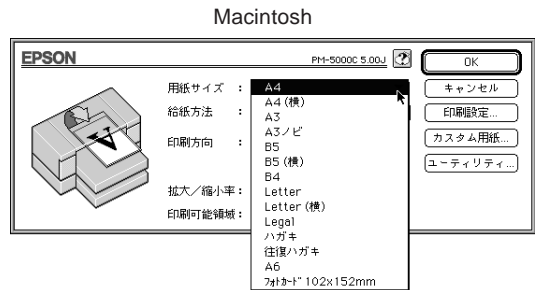 Macintosh
EPSON
PM-5000C 5.00J
OK
用紙サイズ :
A4
キャンセル
A4(横)
給紙方法 :
A3
印刷設定...
A3ノビ
印刷方向 :
B5
カスタム用紙...
B5(横)
B4
ユーティリティ...
拡大/縮小率:
Letter
Letter(横)
印刷可能領域:
Legal
ハガキ
往復ハガキ
A6
フォトカード 102x152mm